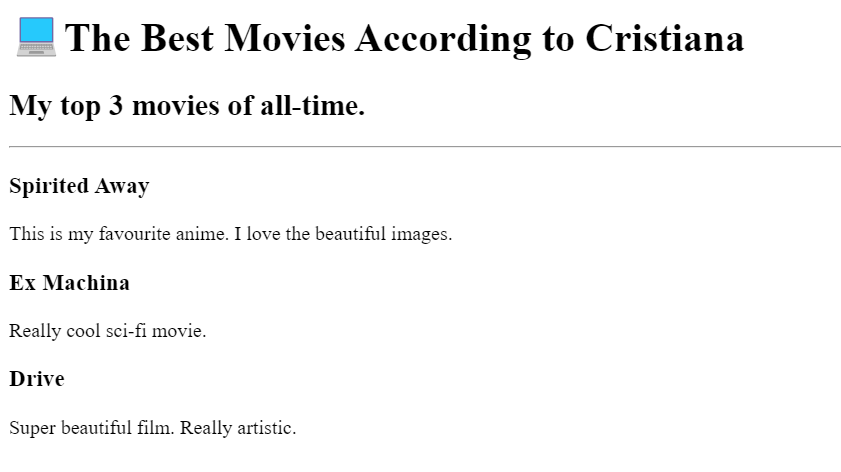 💻 The Best Movies According to Cristiana
My top 3 movies of all-time.
Spirited Away
This is my favourite anime. I love the beautiful images.
Ex Machina
Really cool sci-fi movie.
Drive
Super beautiful film. Really artistic.